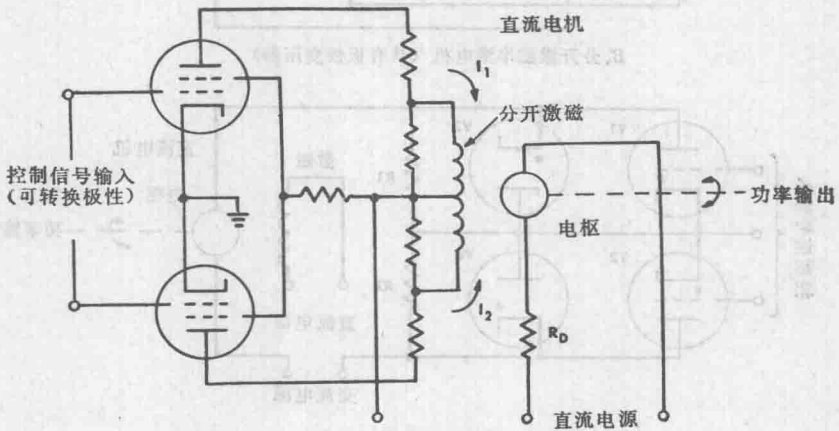 直流电机
I₁
分开激磁
控制信号输入
（可转换极性）
功率输出
电枢
I₂
R_D
直流电源